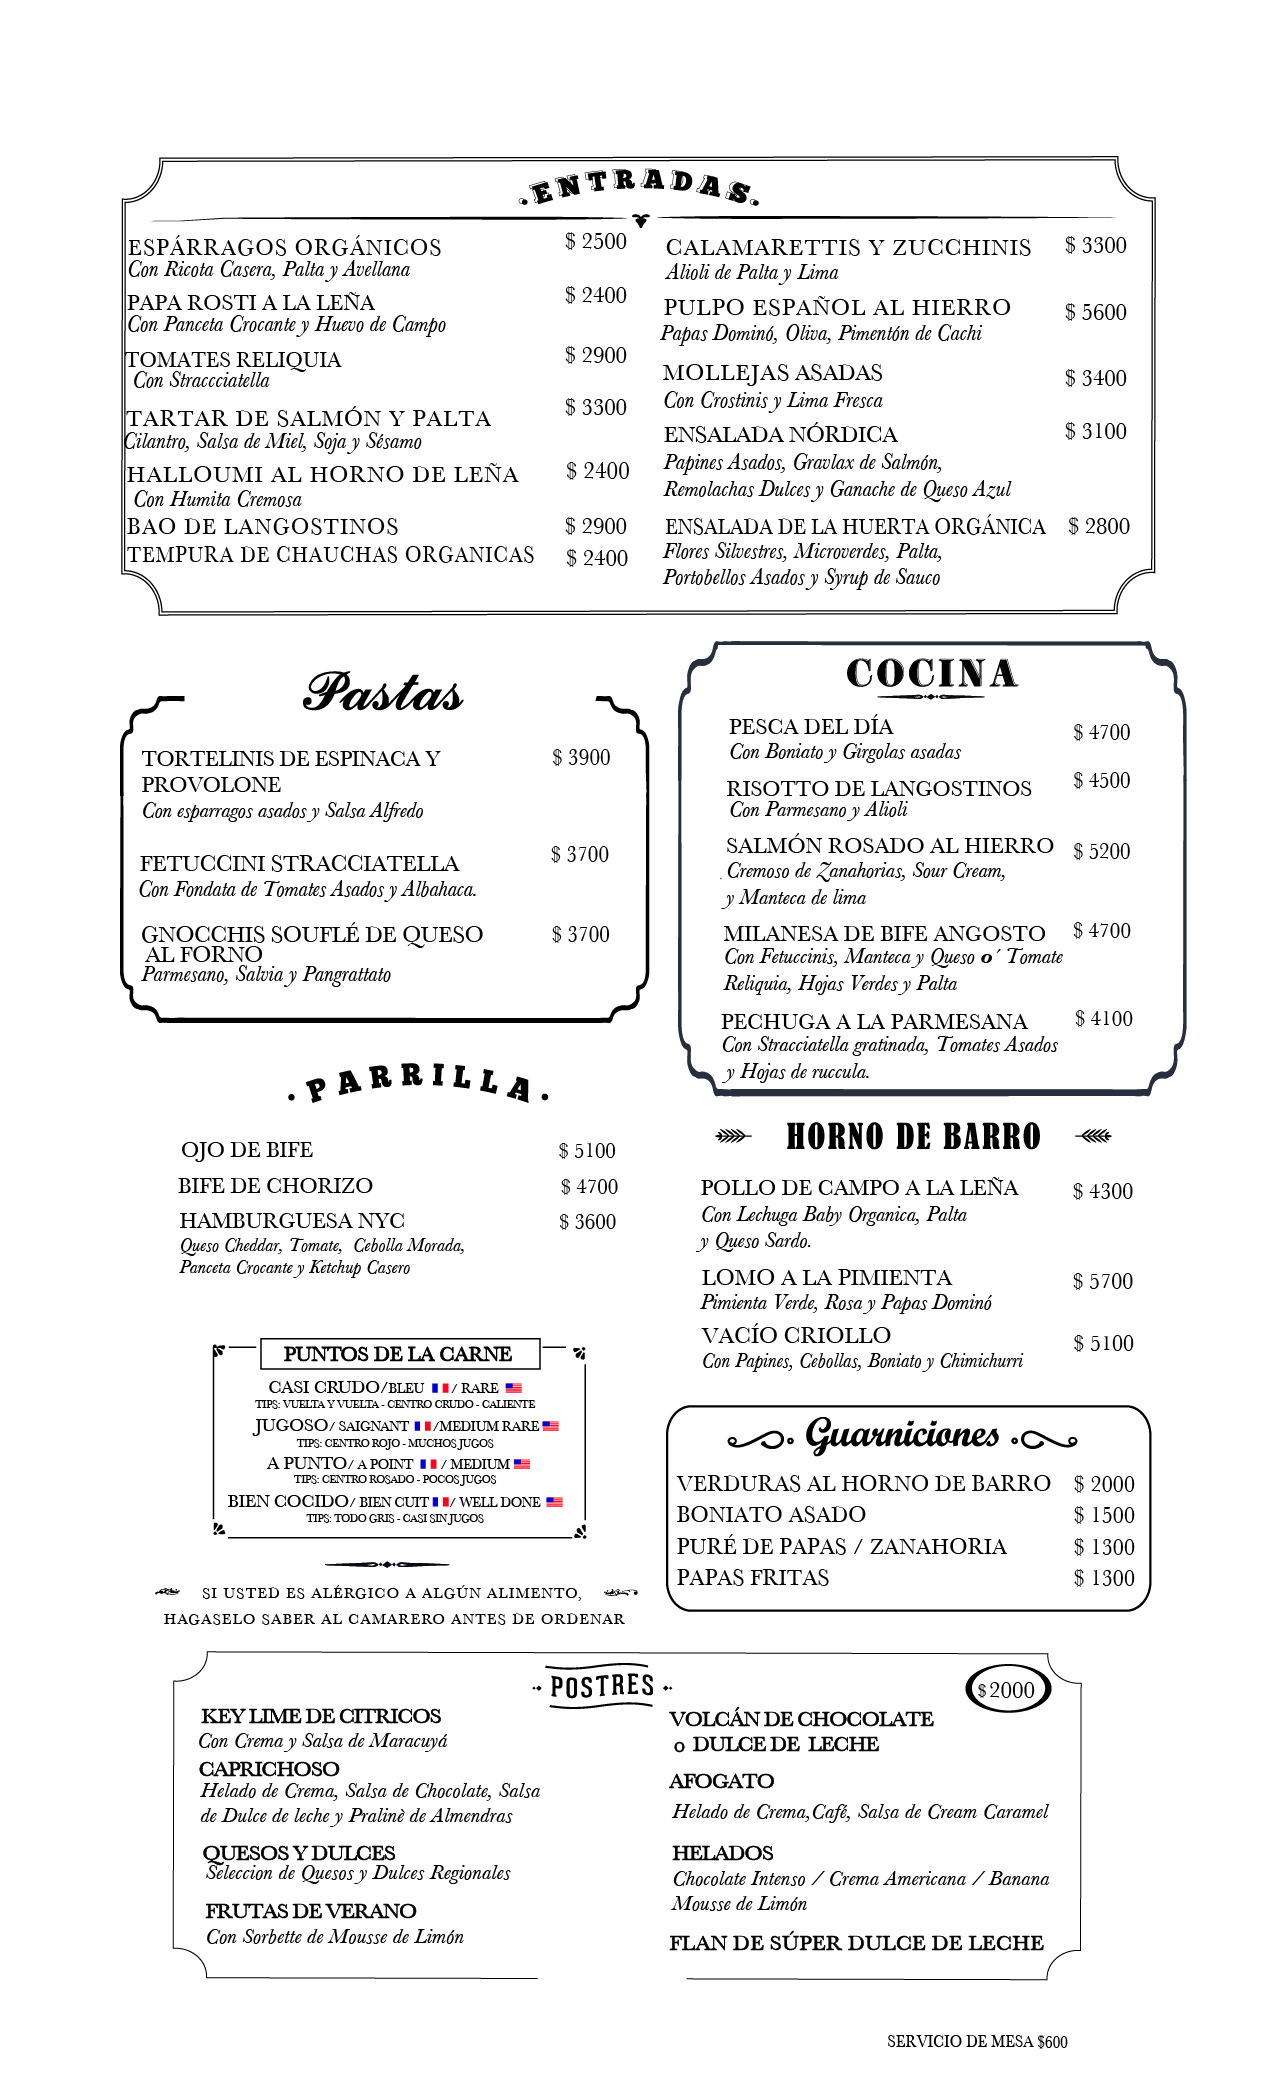 .ENTRADAS.
ESPÁRRAGOS ORGÁNICOS $ 2500
Con Ricota Casera, Palta y Avellana
PAPA ROSTI A LA LEÑA $ 2400
Con Panceta Crocante y Huevo de Campo
TOMATES RELIQUIA $ 2900
Con Straccciatella
TARTAR DE SALMÓN Y PALTA $ 3300
Cilantro, Salsa de Miel, Soja y Sésamo
HALLOUMI AL HORNO DE LEÑA $ 2400
Con Humita Cremosa
BAO DE LANGOSTINOS $ 2900
TEMPURA DE CHAUCHAS ORGANICAS $ 2400
CALAMARETTIS Y ZUCCHINIS $ 3300
Alioli de Palta y Lima
PULPO ESPAÑOL AL HIERRO $ 5600
Papas Dominó, Oliva, Pimentón de Cachi
MOLLEJAS ASADAS $ 3400
Con Crostinis y Lima Fresca
ENSALADA NÓRDICA $ 3100
Papines Asados, Gravlax de Salmón,
Remolachas Dulces y Ganache de Queso Azul
ENSALADA DE LA HUERTA ORGÁNICA $ 2800
Flores Silvestres, Microverdes, Palta,
Portobellos Asados y Syrup de Sauco
Pastas
TORTELINIS DE ESPINACA Y $ 3900
PROVOLONE
Con esparragos asados y Salsa Alfredo
FETUCCINI STRACCIATELLA $ 3700
Con Fondata de Tomates Asados y Albahaca.
GNOCCHIS SOUFLÉ DE QUESO $ 3700
AL FORNO
Parmesano, Salvia y Pangrattato
COCINA
PESCA DEL DÍA $ 4700
Con Boniato y Girgolas asadas
RISOTTO DE LANGOSTINOS $ 4500
Con Parmesano y Alioli
SALMÓN ROSADO AL HIERRO $ 5200
Cremoso de Zanahorias, Sour Cream,
y Manteca de lima
MILANESA DE BIFE ANGOSTO $ 4700
Con Fetuccinis, Manteca y Queso o´ Tomate
Reliquia, Hojas Verdes y Palta
PECHUGA A LA PARMESANA $ 4100
Con Stracciatella gratinada, Tomates Asados
y Hojas de ruccula.
.PARRILLA.
OJO DE BIFE $ 5100
BIFE DE CHORIZO $ 4700
HAMBURGUESA NYC $ 3600
Queso Cheddar, Tomate, Cebolla Morada,
Panceta Crocante y Ketchup Casero
HORNO DE BARRO
POLLO DE CAMPO A LA LEÑA $ 4300
Con Lechuga Baby Organica, Palta
y Queso Sardo.
LOMO A LA PIMIENTA $ 5700
Pimienta Verde, Rosa y Papas Dominó
VACÍO CRIOLLO $ 5100
Con Papines, Cebollas, Boniato y Chimichurri
PUNTOS DE LA CARNE
CASI CRUDO/BLEU / RARE
TIPS: VUELTA Y VUELTA - CENTRO CRUDO - CALIENTE
JUGOSO/ SAIGNANT /MEDIUM RARE
TIPS: CENTRO ROJO - MUCHOS JUGOS
A PUNTO/ A POINT / MEDIUM
TIPS: CENTRO ROSADO - POCOS JUGOS
BIEN COCIDO/ BIEN CUIT / WELL DONE
TIPS: TODO GRIS - CASI SIN JUGOS
SI USTED ES ALÉRGICO A ALGÚN ALIMENTO,
HAGASELO SABER AL CAMARERO ANTES DE ORDENAR
Guarniciones
VERDURAS AL HORNO DE BARRO $ 2000
BONIATO ASADO $ 1500
PURÉ DE PAPAS / ZANAHORIA $ 1300
PAPAS FRITAS $ 1300
POSTRES
$2000
KEY LIME DE CITRICOS
Con Crema y Salsa de Maracuyá
CAPRICHOSO
Helado de Crema, Salsa de Chocolate, Salsa
de Dulce de leche y Pralinè de Almendras
QUESOS Y DULCES
Seleccion de Quesos y Dulces Regionales
FRUTAS DE VERANO
Con Sorbette de Mousse de Limón
VOLCÁN DE CHOCOLATE
o DULCE DE LECHE
AFOGATO
Helado de Crema,Café, Salsa de Cream Caramel
HELADOS
Chocolate Intenso / Crema Americana / Banana
Mousse de Limón
FLAN DE SÚPER DULCE DE LECHE
SERVICIO DE MESA $600